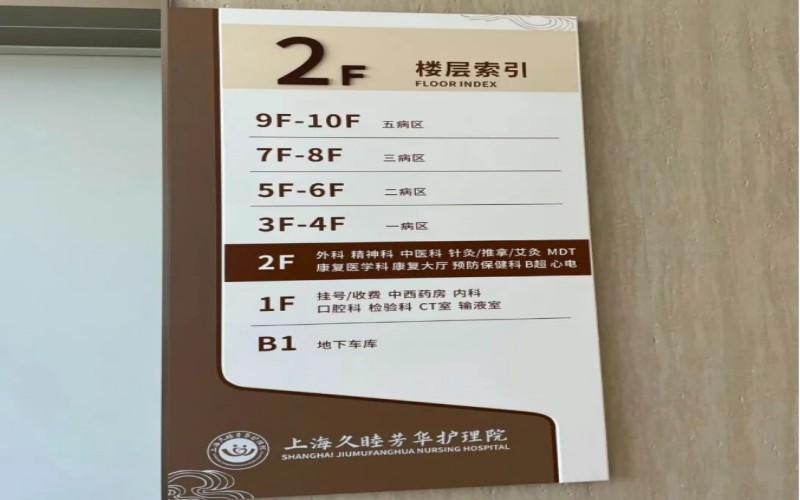 2F 楼层索引
FLOOR INDEX
9F-10F 五病区
7F-8F 三病区
5F-6F 二病区
3F-4F 一病区
2F 外科 精神科 中医科 针灸/推拿/艾灸 MDT
康复医学科 康复大厅 预防保健科 B超 心电
1F 挂号/收费 中西药房 内科
口腔科 检验科 CT室 输液室
B1 地下车库
上海久睦芳华护理院
SHANGHAI JIUMUFANGHUA NURSING HOSPITAL